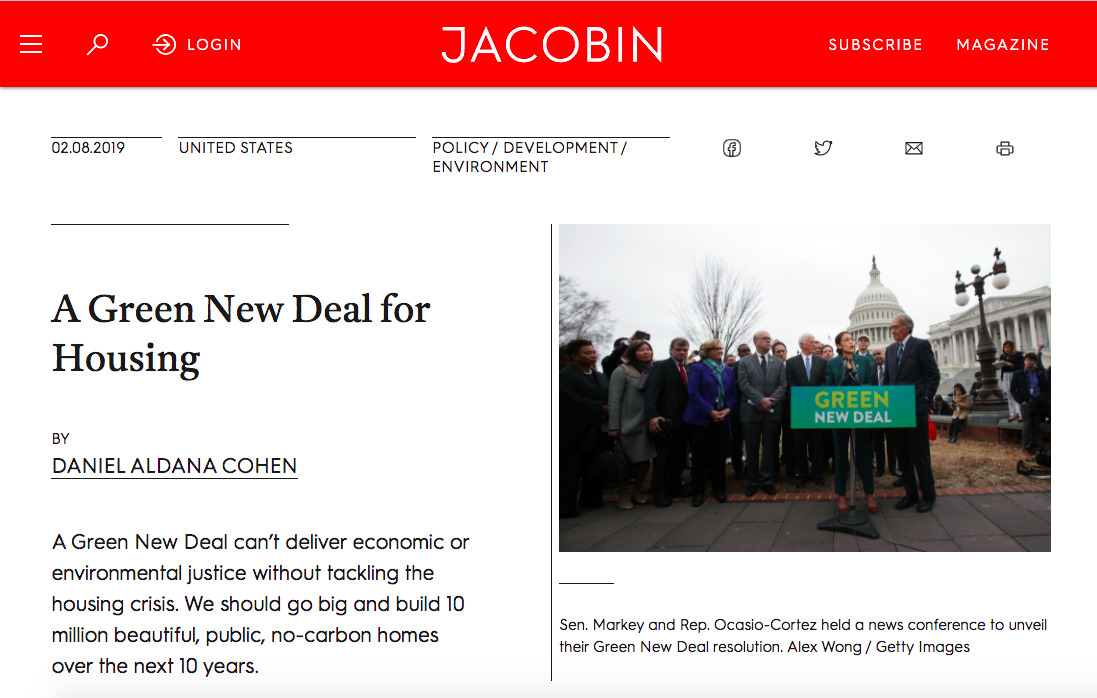 LOGIN
JACOBIN
SUBSCRIBE
MAGAZINE
02.08.2019
UNITED STATES
POLICY / DEVELOPMENT /
ENVIRONMENT
A Green New Deal for
Housing
BY
DANIEL ALDANA COHEN
A Green New Deal can’t deliver economic or
environmental justice without tackling the
housing crisis. We should go big and build 10
million beautiful, public, no-carbon homes
over the next 10 years.
GREEN
NEW DEAL
Sen. Markey and Rep. Ocasio-Cortez held a news conference to unveil
their Green New Deal resolution. Alex Wong / Getty Images